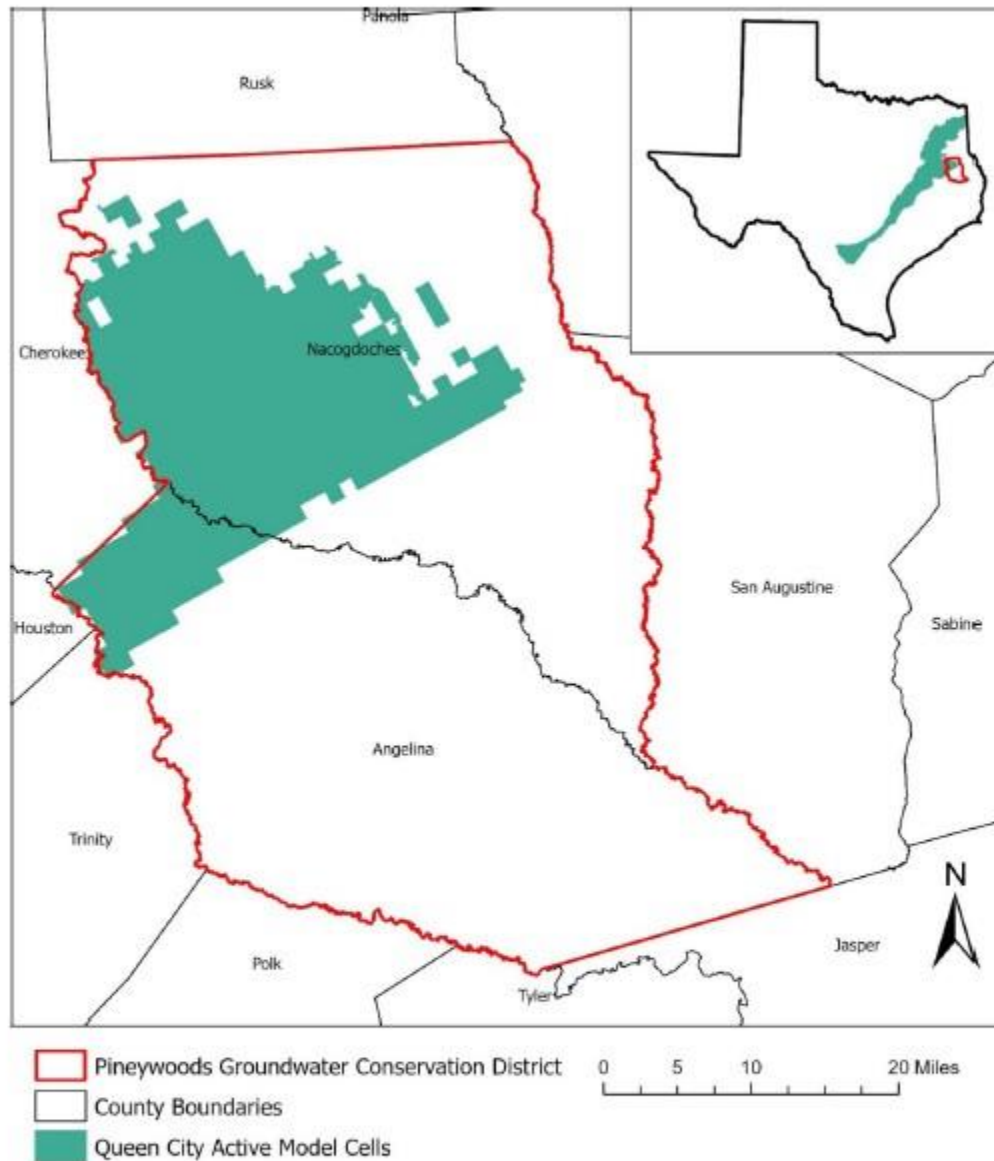 Panola
Rusk
Cherokee
Nacogdoches
San Augustine
Houston
Sabine
Angelina
Trinity
N
Jasper
Polk
Tyler
Pineywoods Groundwater Conservation District
0 5 10 20 Miles
County Boundaries
Queen City Active Model Cells